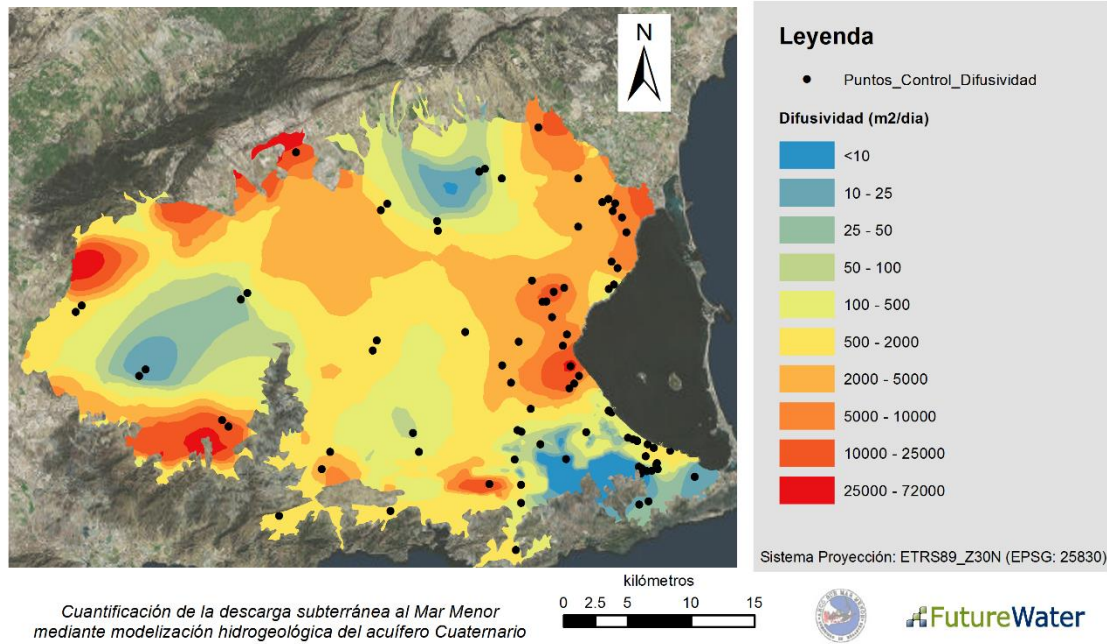 N
Leyenda
Puntos_Control_Difusividad
Difusividad (m2/dia)
<10
10 - 25
25 - 50
50 - 100
100 - 500
500 - 2000
2000 - 5000
5000 - 10000
10000 - 25000
25000 - 72000
Sistema Proyección: ETRS89_Z30N (EPSG: 25830)
Cuantificación de la descarga subterránea al Mar Menor
mediante modelización hidrogeológica del acuífero Cuaternario
kilómetros
0 2.5 5 10 15
FutureWater